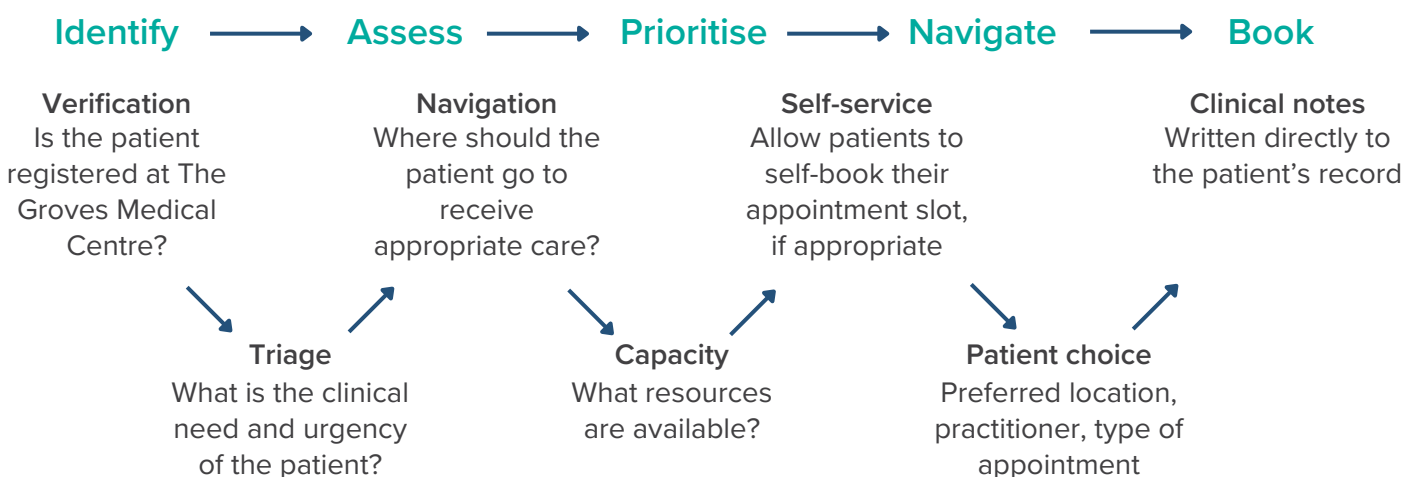 Identify Assess Prioritise Navigate Book
Verification
Is the patient
registered at The
Groves Medical
Centre?
Triage
What is the clinical
need and urgency
of the patient?
Navigation
Where should the
patient go to
receive
appropriate care?
Capacity
What resources
are available?
Self-service
Allow patients to
self-book their
appointment slot,
if appropriate
Patient choice
Preferred location,
practitioner, type of
appointment
Clinical notes
Written directly to
the patient's record